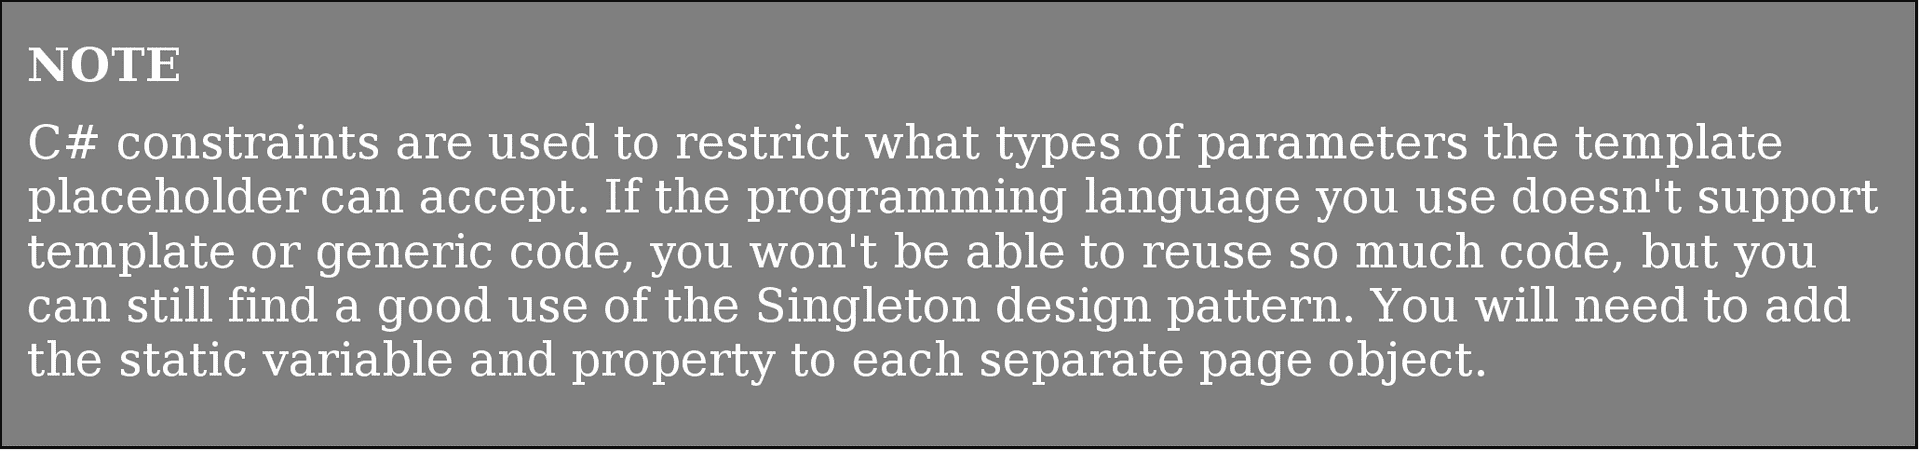 NOTE
C# constraints are used to restrict what types of parameters the template
placeholder can accept. If the programming language you use doesn't support
template or generic code, you won't be able to reuse so much code, but you
can still find a good use of the Singleton design pattern. You will need to add
the static variable and property to each separate page object.